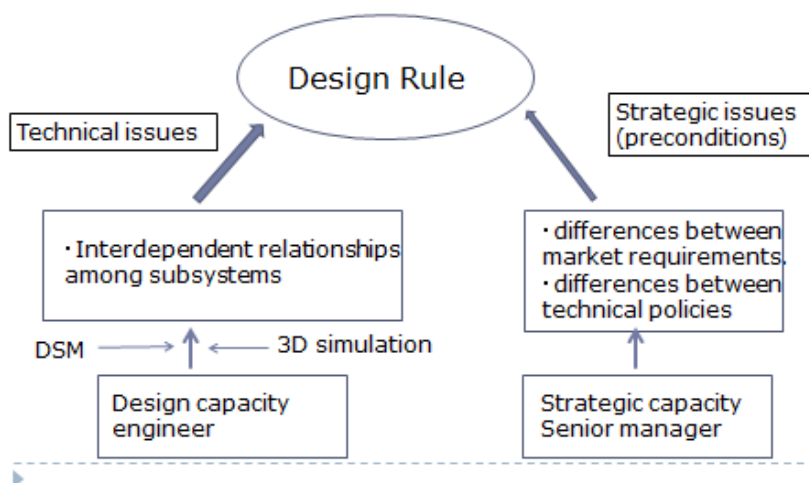 Design Rule
Technical issues
Strategic issues
(preconditions)
・Interdependent relationships
among subsystems
・differences between
market requirements.
・differences between
technical policies
DSM
3D simulation
Design capacity
engineer
Strategic capacity
Senior manager